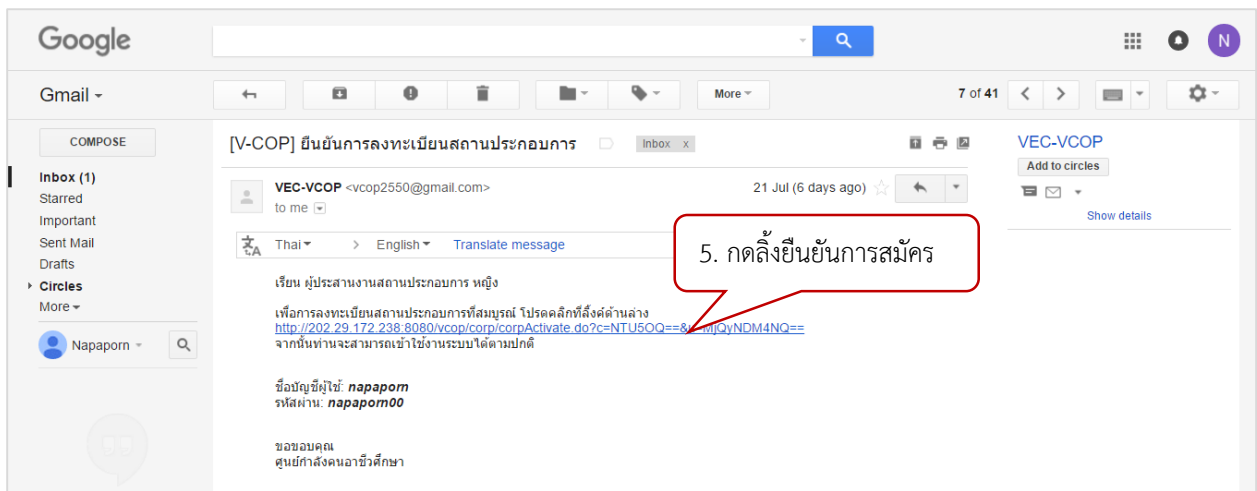 Google
N
Gmail
More
7 of 41
COMPOSE
[V-COP] ยืนยันการลงทะเบียนสถานประกอบการ
Inbox x
VEC-VCOP
Add to circles
Show details
Inbox (1)
Starred
Important
Sent Mail
Drafts
Circles
More
Napaporn
VEC-VCOP <vcop2550@gmail.com>
21 Jul (6 days ago)
to me
Thai > English Translate message
5. กดลิ้งยืนยันการสมัคร
เรียน ผู้ประสานงานสถานประกอบการ หญิง
เพื่อการลงทะเบียนสถานประกอบการที่สมบูรณ์ โปรดคลิกที่ลิ้งค์ด้านล่าง
http://202.29.172.238:8080/vcop/corp/corpActivate.do?c=NTU5OQ==&
MjQyNDM4NQ==
จากนั้นท่านจะสามารถเข้าใช้งานระบบได้ตามปกติ
ชื่อบัญชีผู้ใช้: napaporn
รหัสผ่าน: napaporn00
ขอขอบคุณ
ศูนย์กำลังคนอาชีวศึกษา